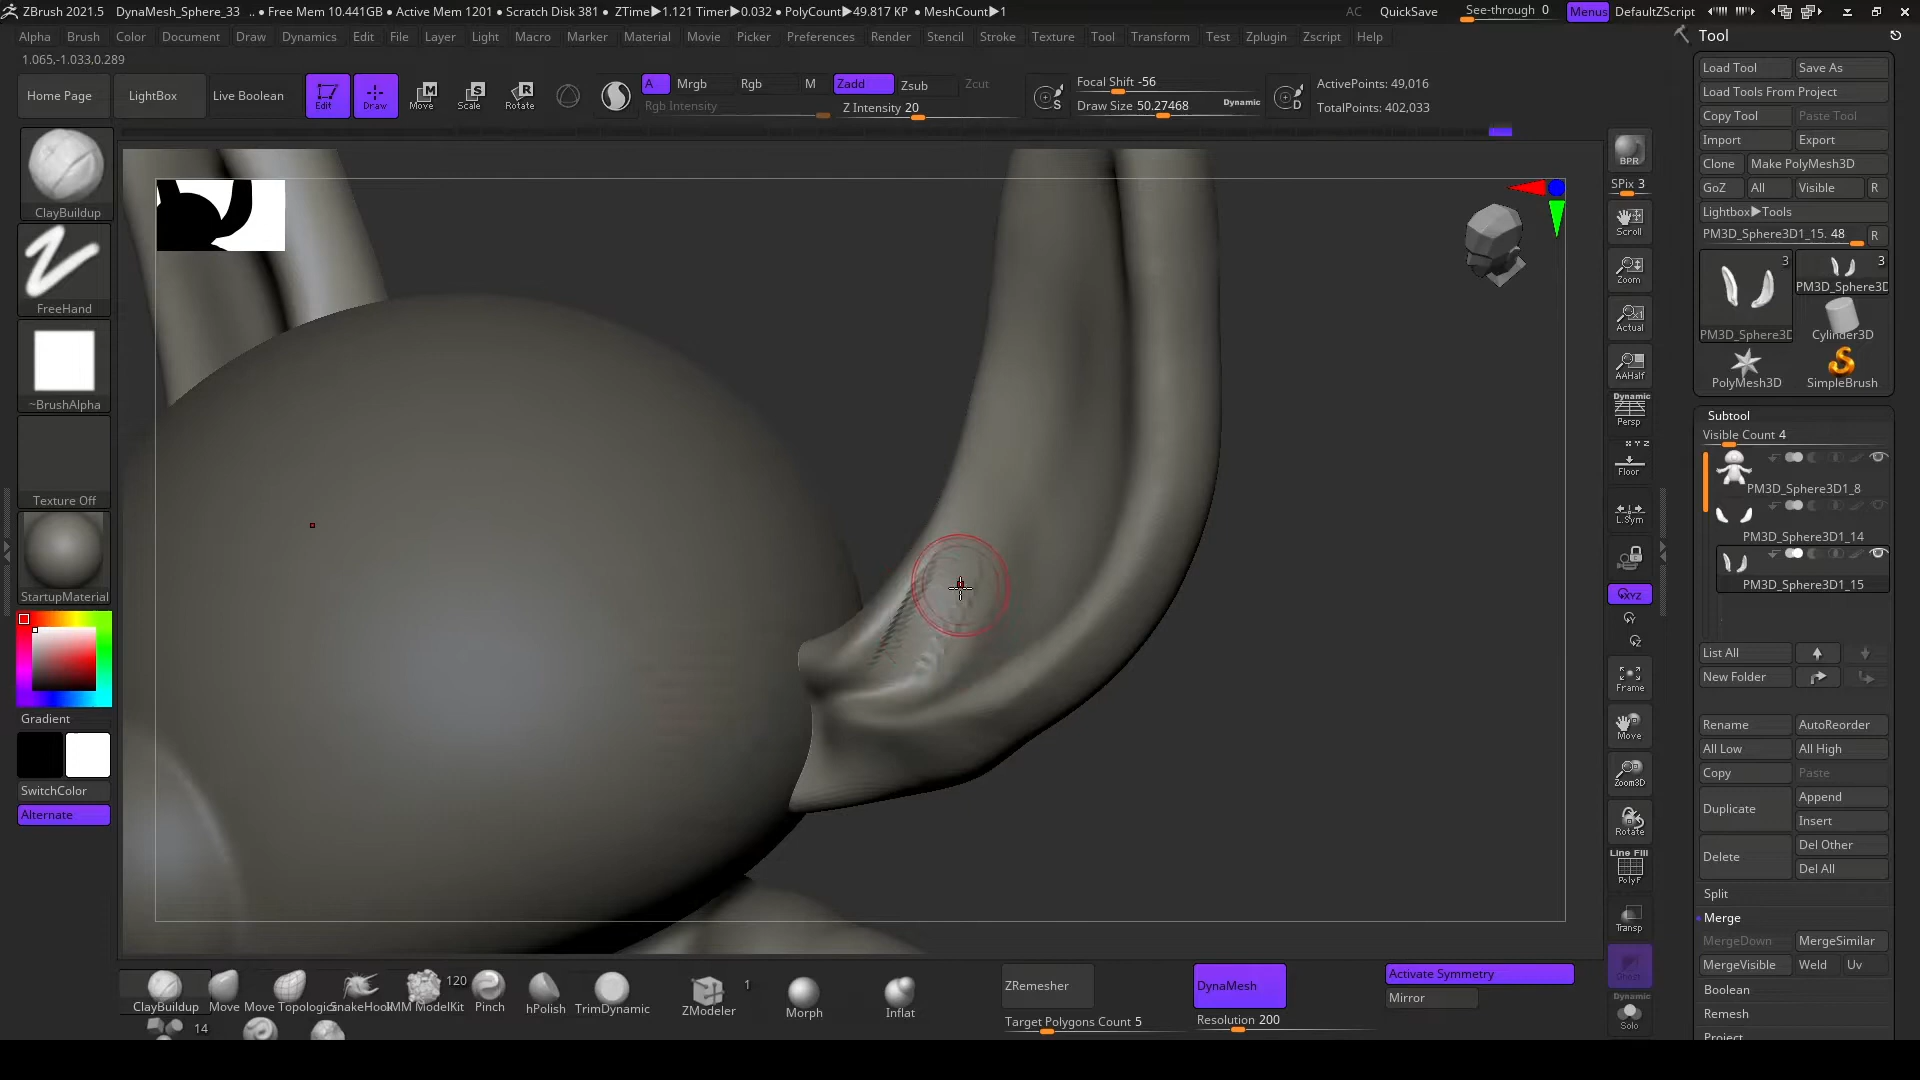 ZBrush 2021.5 DynaMesh_Sphere_33 .. • Free Mem 10.441GB • Active Mem 1201 • Scratch Disk 381 • ZTime▶1.121 Timer▶0.032 • PolyCount▶49.817 KP • MeshCount▶1 AC QuickSave See-through 0 Menus DefaultZScript
Alpha Brush Color Document Draw Dynamics Edit File Layer Light Macro Marker Material Movie Picker Preferences Render Stencil Stroke Texture Tool Transform Test Zplugin Zscript Help
1.065,-1.033,0.289
Home Page LightBox Live Boolean Edit Draw Move Scale Rotate
A Mrgb Rgb M Zadd Zsub Zcut
Rgb Intensity Z Intensity 20
Focal Shift -56
Draw Size 50.27468 Dynamic
ActivePoints: 49,016
TotalPoints: 402,033
ClayBuildup
FreeHand
~BrushAlpha
Texture Off
StartupMaterial
Gradient
SwitchColor
Alternate
BPR
SPix 3
Scroll
Zoom
Actual
AAHalf
Dynamic
Persp
Floor
L.Sym
XYZ
Frame
Move
Zoom3D
Rotate
Line Fill
PolyF
Transp
Dynamic
Solo
Tool
Load Tool Save As
Load Tools From Project
Copy Tool Paste Tool
Import Export
Clone Make PolyMesh3D
GoZ All Visible R
Lightbox▶Tools
PM3D_Sphere3D1_15. 48 R
3 3
PM3D_Sphere3D
PM3D_Sphere3D Cylinder3D
PolyMesh3D SimpleBrush
Subtool
Visible Count 4
PM3D_Sphere3D1_8
PM3D_Sphere3D1_14
PM3D_Sphere3D1_15
List All
New Folder
Rename AutoReorder
All Low All High
Copy Paste
Duplicate Append
Insert
Delete Del Other
Del All
Split
Merge
MergeDown MergeSimilar
MergeVisible Weld Uv
Boolean
Remesh
Project
ClayBuildup Move Move Topologic SnakeHook IMM ModelKit 120 Pinch hPolish TrimDynamic ZModeler 1 Morph Inflat
14
ZRemesher
Target Polygons Count 5
DynaMesh
Resolution 200
Activate Symmetry
Mirror